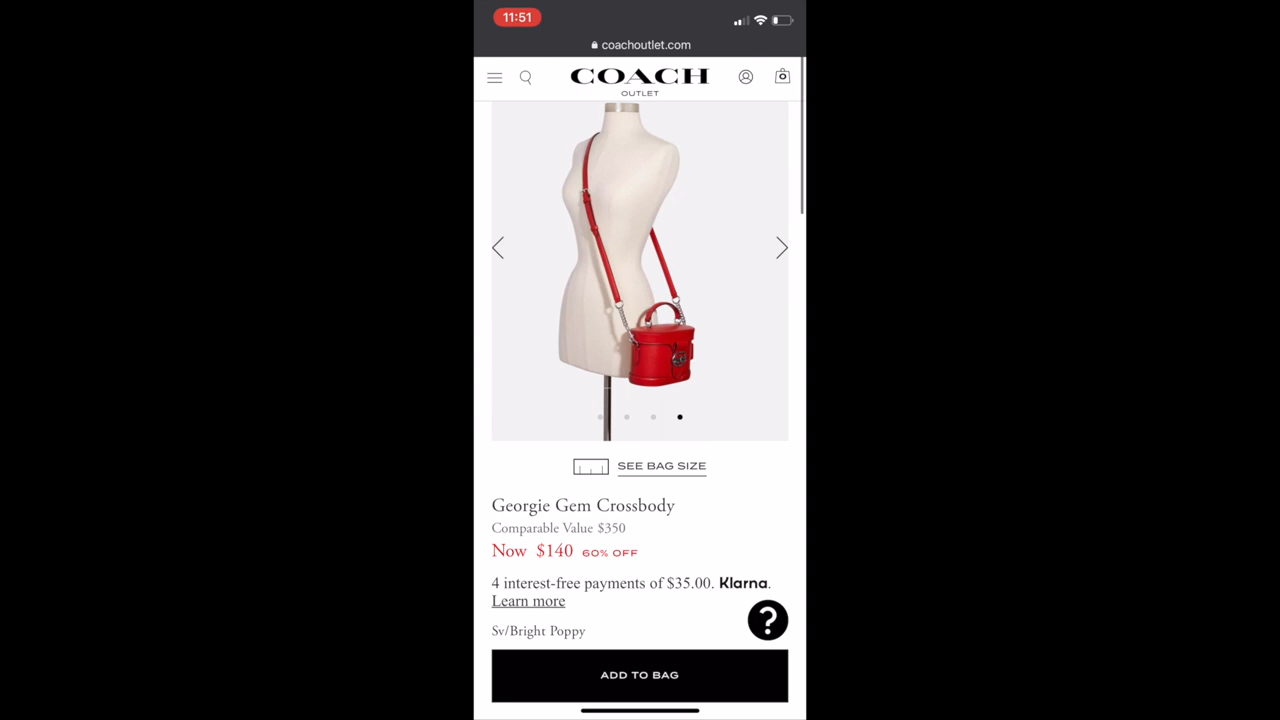 11:51
coachoutlet.com
COACH
OUTLET
SEE BAG SIZE
Georgie Gem Crossbody
Comparable Value $350
Now $140 60% OFF
4 interest-free payments of $35.00. Klarna.
Learn more
?
Sv/Bright Poppy
ADD TO BAG